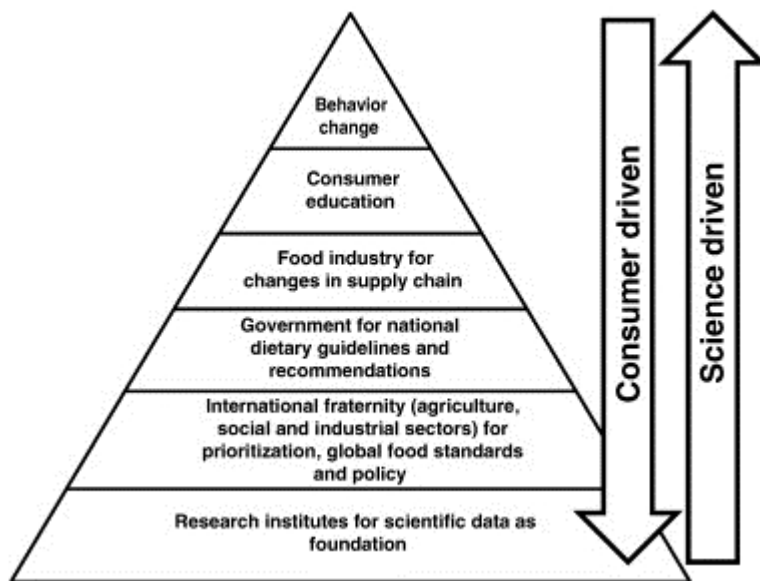 Behavior
change
Consumer
education
Food industry for
changes in supply chain
Government for national
dietary guidelines and
recommendations
International fraternity (agriculture,
social and industrial sectors) for
prioritization, global food standards
and policy
Research institutes for scientific data as
foundation
Consumer driven
Science driven